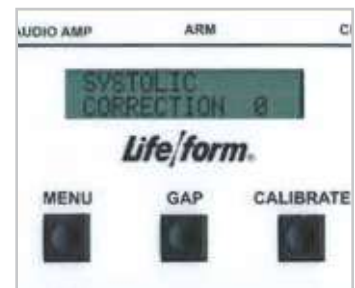 AUDIO AMP ARM
SYSTOLIC
CORRECTION 0
Life/form®
MENU GAP CALIBRATE